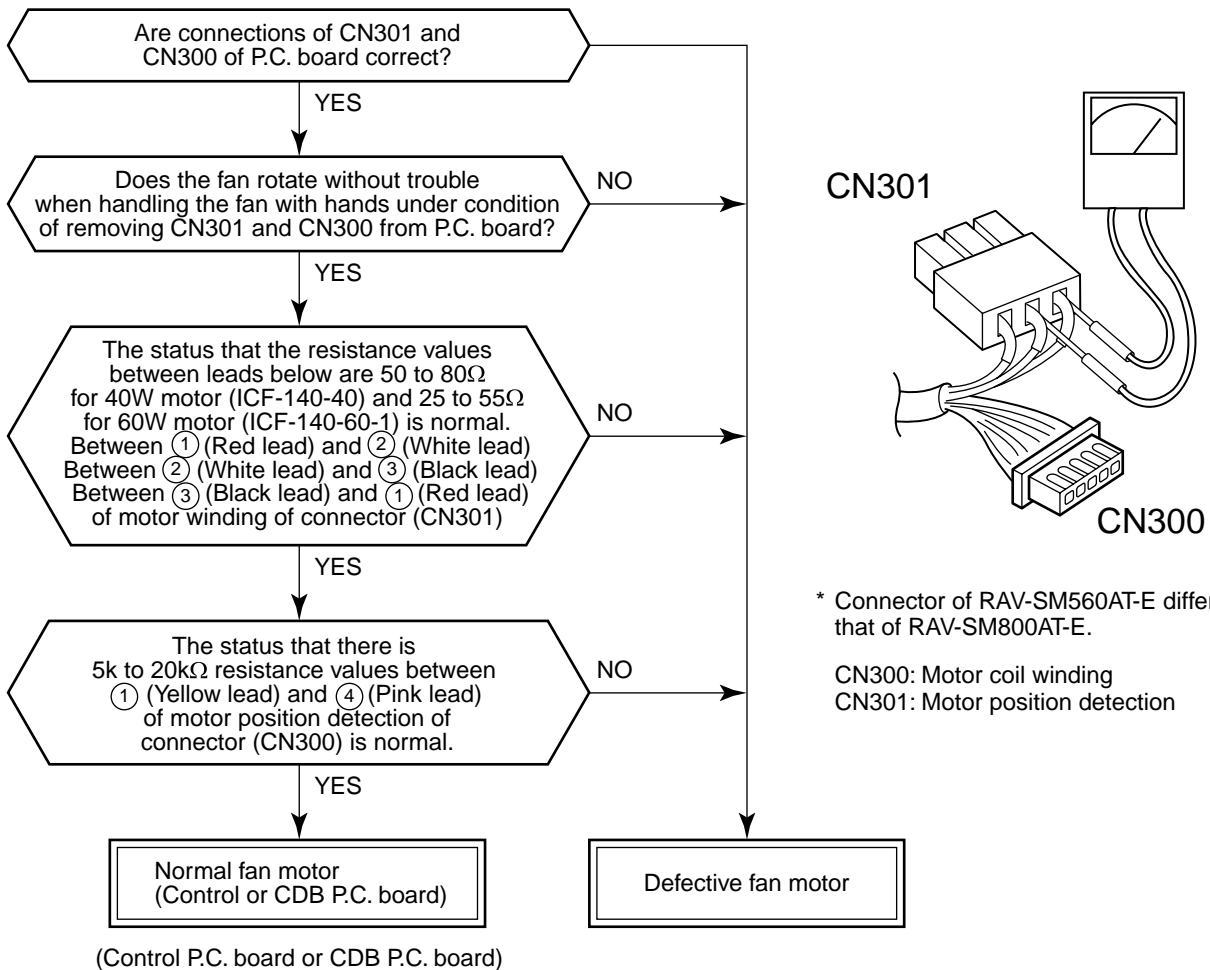 Are connections of CN301 and
CN300 of P.C. board correct?
YES
Does the fan rotate without trouble
when handling the fan with hands under condition
of removing CN301 and CN300 from P.C. board?
NO
YES
The status that the resistance values
between leads below are 50 to 80Ω
for 40W motor (ICF-140-40) and 25 to 55Ω
for 60W motor (ICF-140-60-1) is normal.
Between ① (Red lead) and ② (White lead)
Between ② (White lead) and ③ (Black lead)
Between ③ (Black lead) and ① (Red lead)
of motor winding of connector (CN301)
NO
YES
The status that there is
5k to 20kΩ resistance values between
① (Yellow lead) and ④ (Pink lead)
of motor position detection of
connector (CN300) is normal.
NO
YES
Normal fan motor
(Control or CDB P.C. board)
Defective fan motor
(Control P.C. board or CDB P.C. board)
CN301
CN300
* Connector of RAV-SM560AT-E differ
that of RAV-SM800AT-E.
CN300: Motor coil winding
CN301: Motor position detection